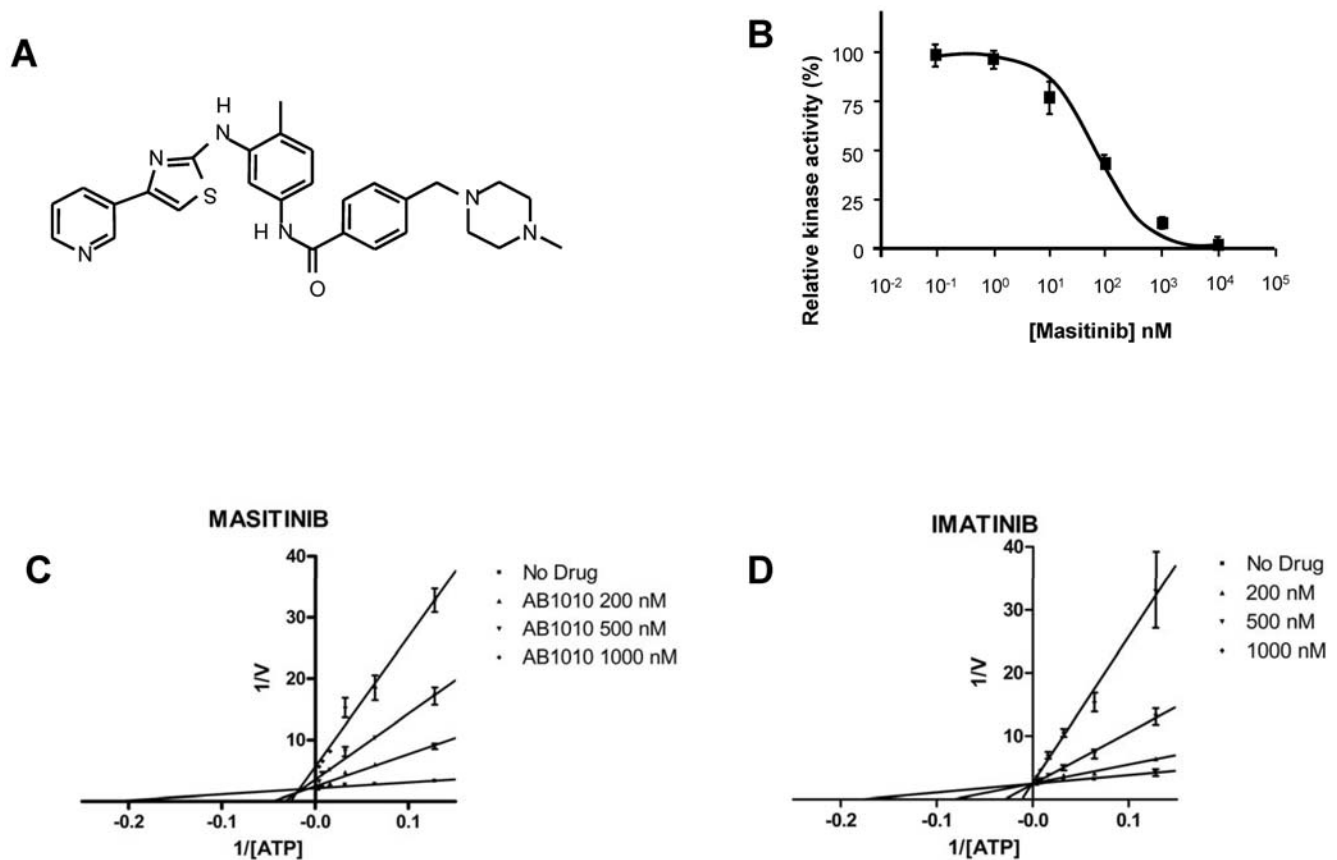 A
H
N
N
S
N
H
N
O
N
N
B
Relative kinase activity (%)
100
75
50
25
0
10-2 10-1 100 101 102 103 104 105
[Masitinib] nM
C
MASITINIB
1/V
40
30
20
10
-0.2 -0.1 -0.0 0.1
1/[ATP]
No Drug
AB1010 200 nM
AB1010 500 nM
AB1010 1000 nM
D
IMATINIB
1/V
40
30
20
10
-0.2 -0.1 -0.0 0.1
1/[ATP]
No Drug
200 nM
500 nM
1000 nM